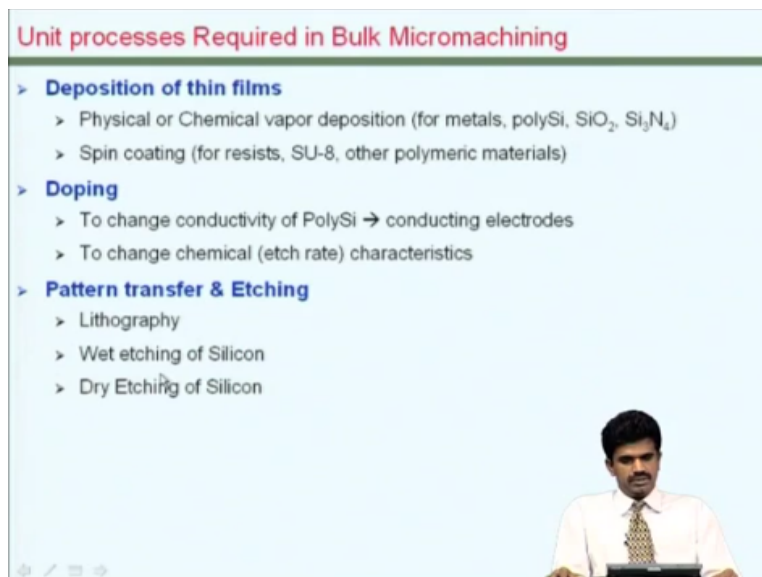 Unit processes Required in Bulk Micromachining
➢ Deposition of thin films
➢ Physical or Chemical vapor deposition (for metals, polySi, SiO₂, Si₃N₄)
➢ Spin coating (for resists, SU-8, other polymeric materials)
➢ Doping
➢ To change conductivity of PolySi → conducting electrodes
➢ To change chemical (etch rate) characteristics
➢ Pattern transfer & Etching
➢ Lithography
➢ Wet etching of Silicon
➢ Dry Etching of Silicon